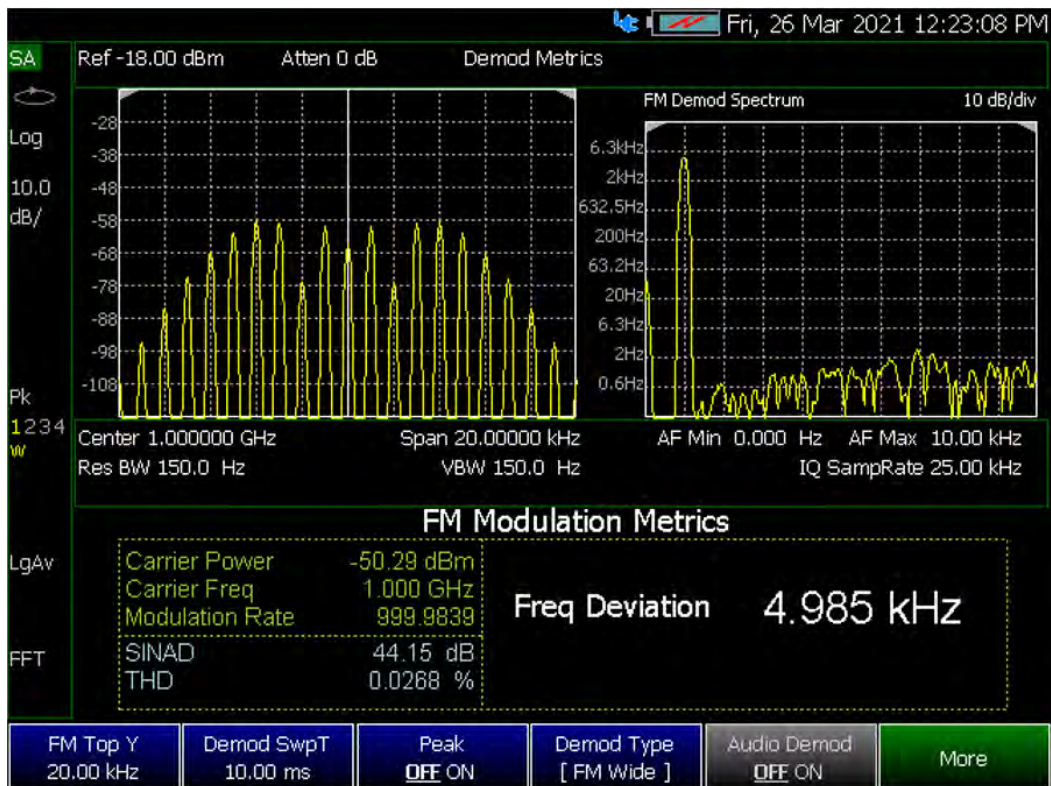 Fri, 26 Mar 2021 12:23:08 PM
SA
Ref -18.00 dBm Atten 0 dB Demod Metrics
Log
10.0
dB/
Pk
1234
W
LgAv
FFT
-28
-38
-48
-58
-68
-78
-88
-98
-108
FM Demod Spectrum 10 dB/div
6.3kHz
2kHz
632.5Hz
200Hz
63.2Hz
20Hz
6.3Hz
2Hz
0.6Hz
Center 1.000000 GHz Span 20.00000 kHz
Res BW 150.0 Hz VBW 150.0 Hz
AF Min 0.000 Hz AF Max 10.00 kHz
IQ SampRate 25.00 kHz
FM Modulation Metrics
Carrier Power -50.29 dBm
Carrier Freq 1.000 GHz
Modulation Rate 999.9839
SINAD 44.15 dB
THD 0.0268 %
Freq Deviation 4.985 kHz
FM Top Y
20.00 kHz
Demod SwpT
10.00 ms
Peak
OFF ON
Demod Type
[ FM Wide ]
Audio Demod
OFF ON
More